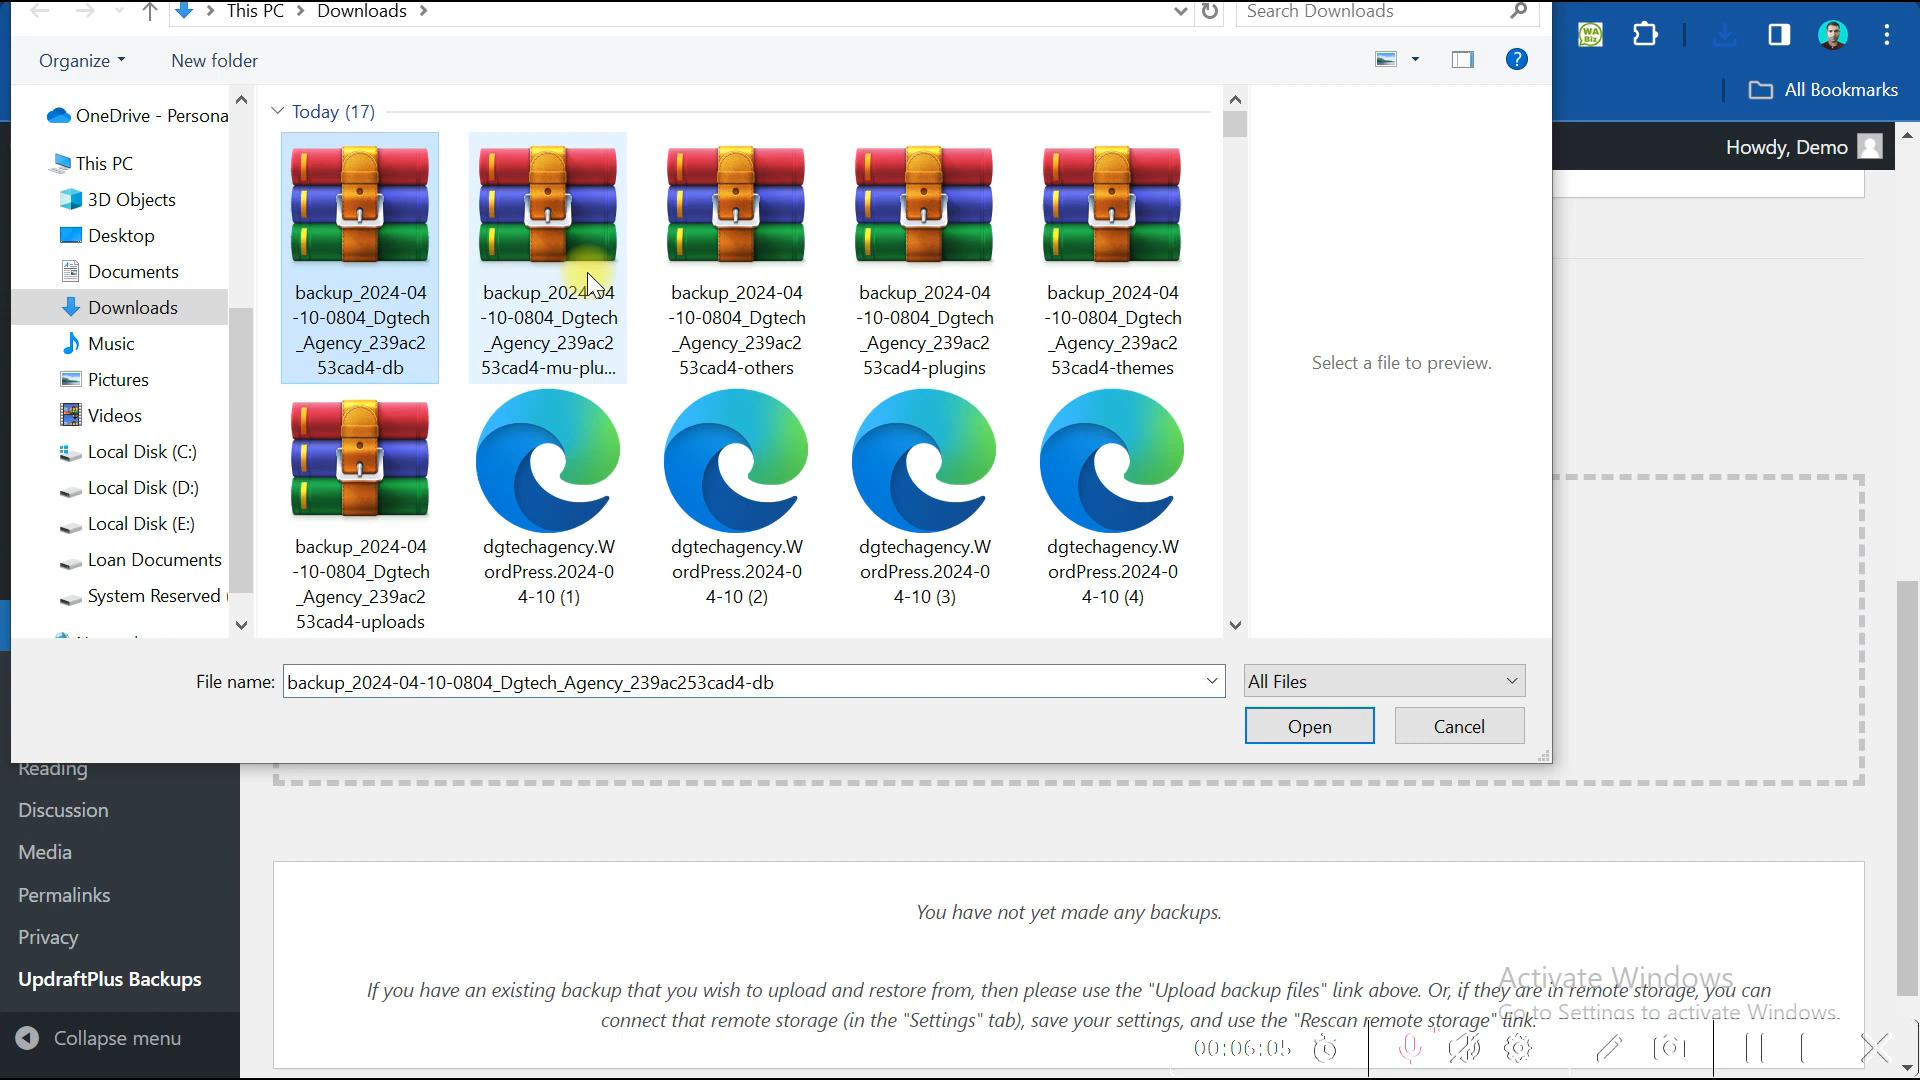 This PC > Downloads >
Search Downloads
Organize
New folder
All Bookmarks
Howdy, Demo
OneDrive - Persona
This PC
3D Objects
Desktop
Documents
Downloads
Music
Pictures
Videos
Local Disk (C:)
Local Disk (D:)
Local Disk (E:)
Loan Documents
System Reserved (
Today (17)
backup_2024-04
-10-0804_Dgtech
_Agency_239ac2
53cad4-db
backup_2024-04
-10-0804_Dgtech
_Agency_239ac2
53cad4-mu-plu...
backup_2024-04
-10-0804_Dgtech
_Agency_239ac2
53cad4-others
backup_2024-04
-10-0804_Dgtech
_Agency_239ac2
53cad4-plugins
backup_2024-04
-10-0804_Dgtech
_Agency_239ac2
53cad4-themes
backup_2024-04
-10-0804_Dgtech
_Agency_239ac2
53cad4-uploads
dgtechagency.W
ordPress.2024-0
4-10 (1)
dgtechagency.W
ordPress.2024-0
4-10 (2)
dgtechagency.W
ordPress.2024-0
4-10 (3)
dgtechagency.W
ordPress.2024-0
4-10 (4)
Select a file to preview.
File name: backup_2024-04-10-0804_Dgtech_Agency_239ac253cad4-db
All Files
Open
Cancel
Reading
Discussion
Media
Permalinks
Privacy
UpdraftPlus Backups
Collapse menu
You have not yet made any backups.
If you have an existing backup that you wish to upload and restore from, then please use the "Upload backup files" link above. Or, if they are in remote storage, you can
connect that remote storage (in the "Settings" tab), save your settings, and use the "Rescan remote storage" link.
Activate Windows
Go to Settings to activate Windows.
00:06:05
WA
Biz